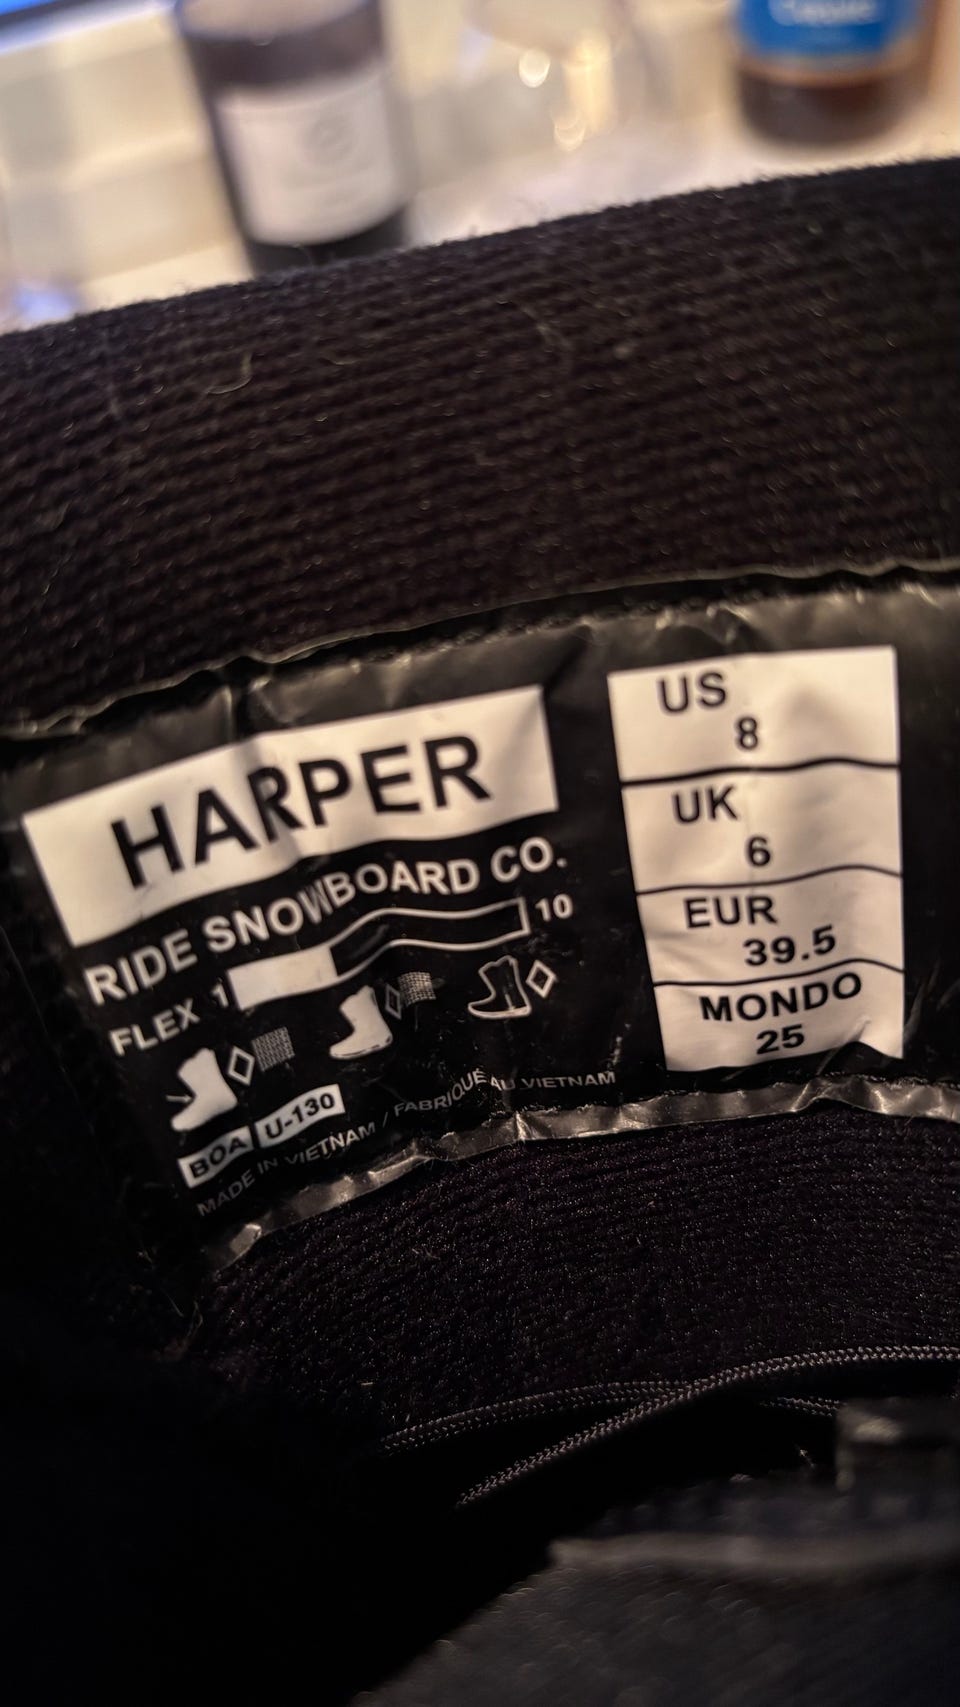 HARPER
RIDE SNOWBOARD CO.
FLEX 1 10
BOA U-130
MADE IN VIETNAM / FABRIQUÉ AU VIETNAM
US
8
UK
6
EUR
39.5
MONDO
25